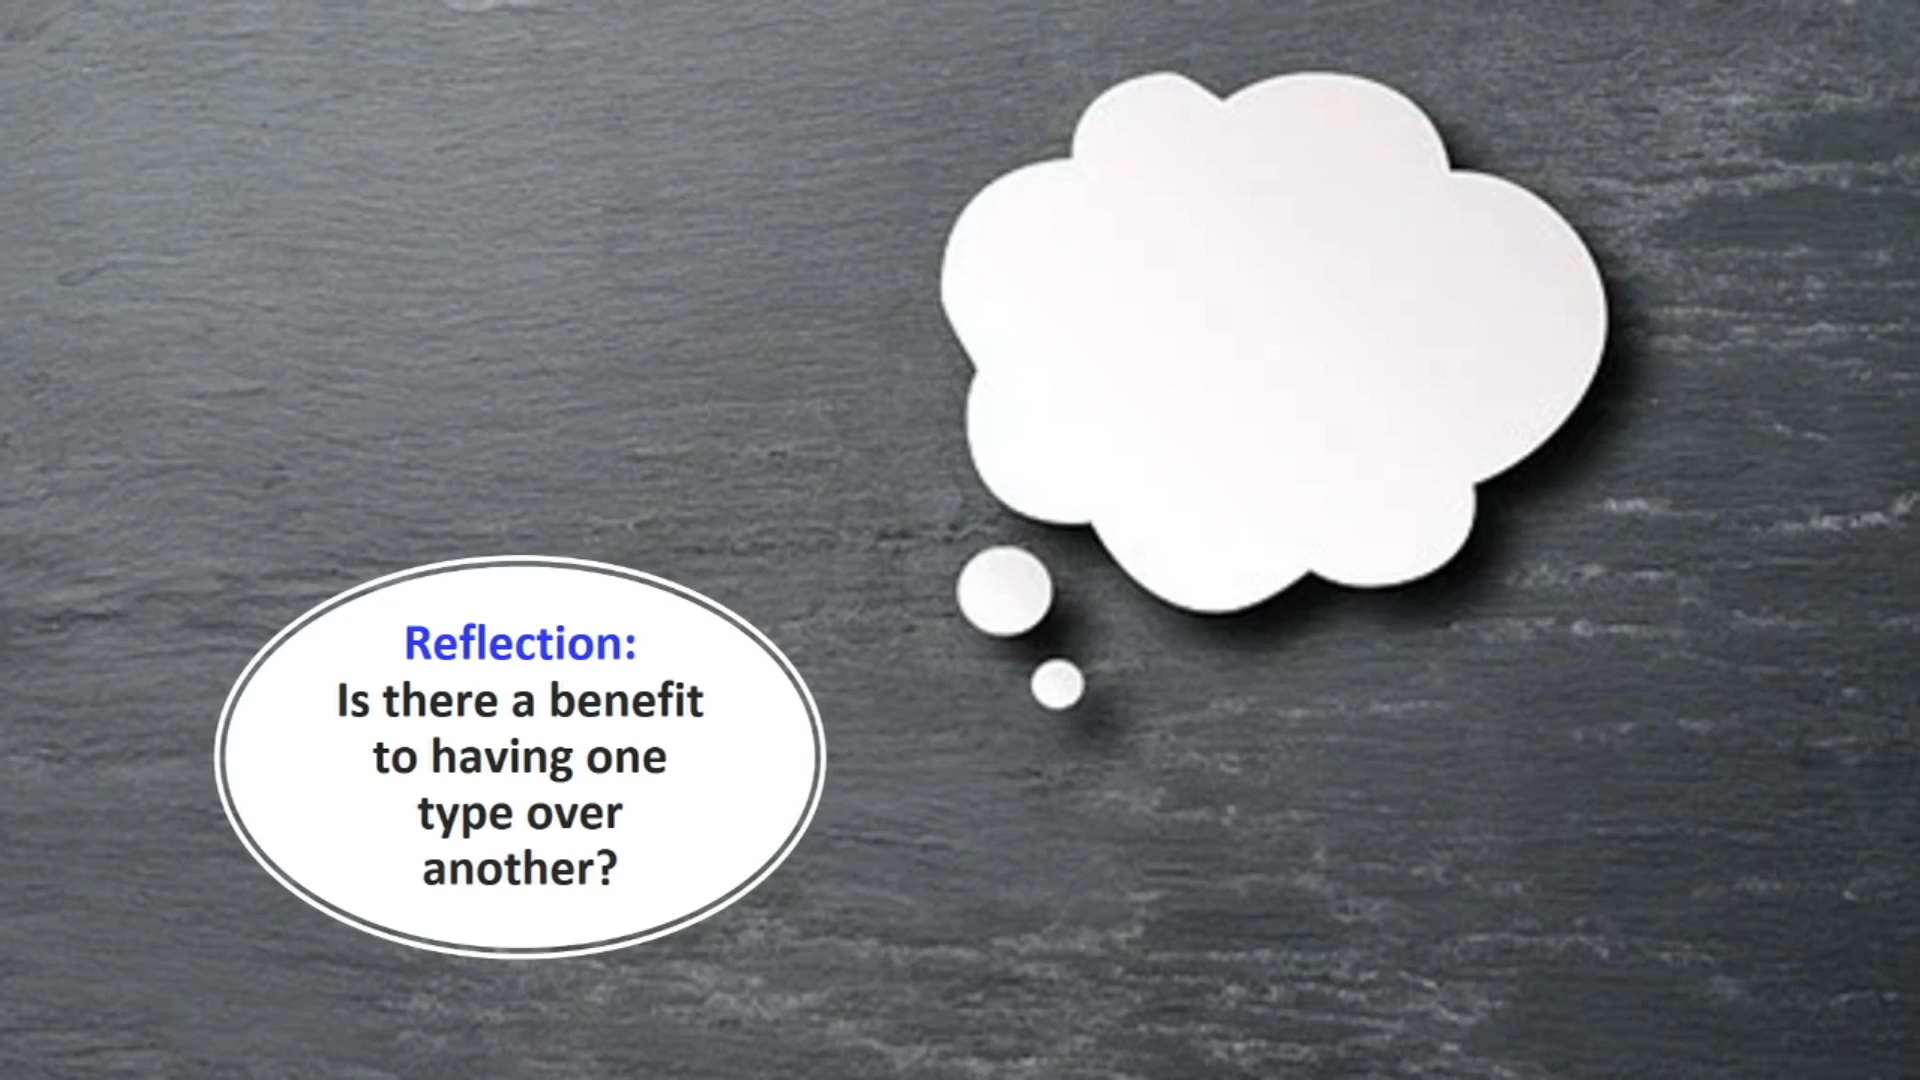 Reflection:
Is there a benefit
to having one
type over
another?